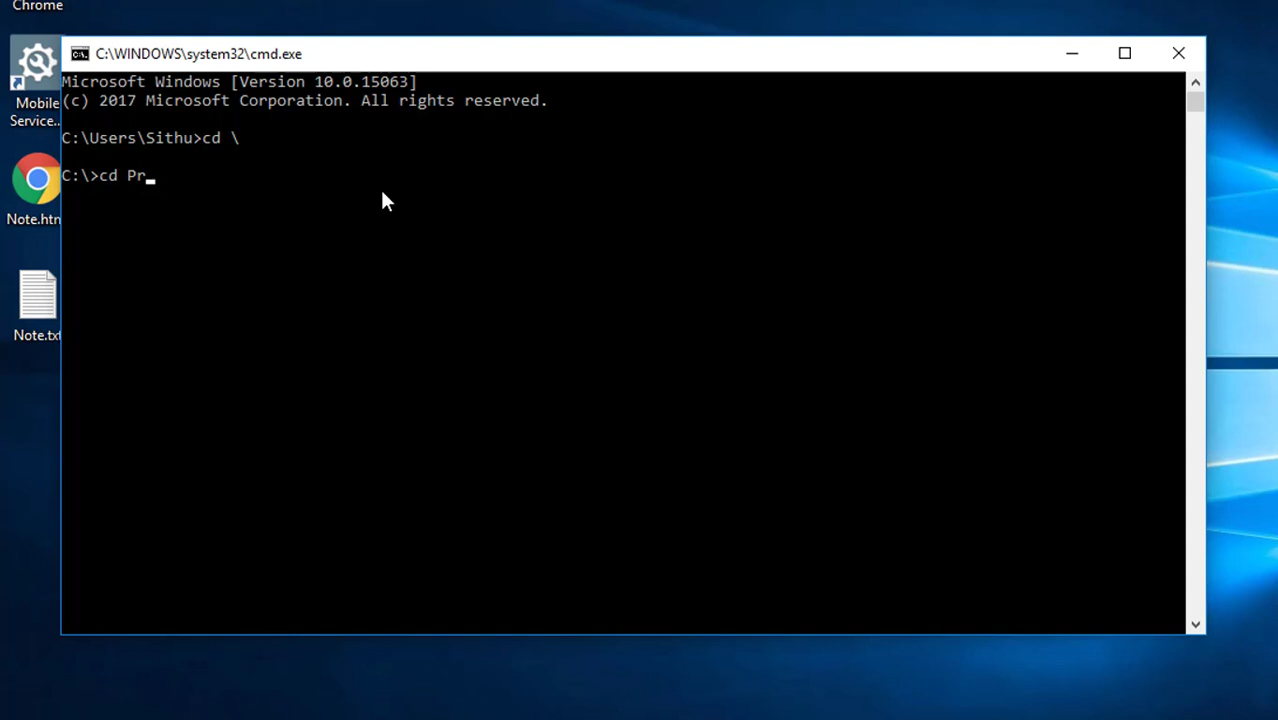 Chrome
C:\WINDOWS\system32\cmd.exe
Microsoft Windows [Version 10.0.15063]
(c) 2017 Microsoft Corporation. All rights reserved.
C:\Users\Sithu>cd \
C:\>cd Pr
Mobile
Service...
Note.htn
Note.txt